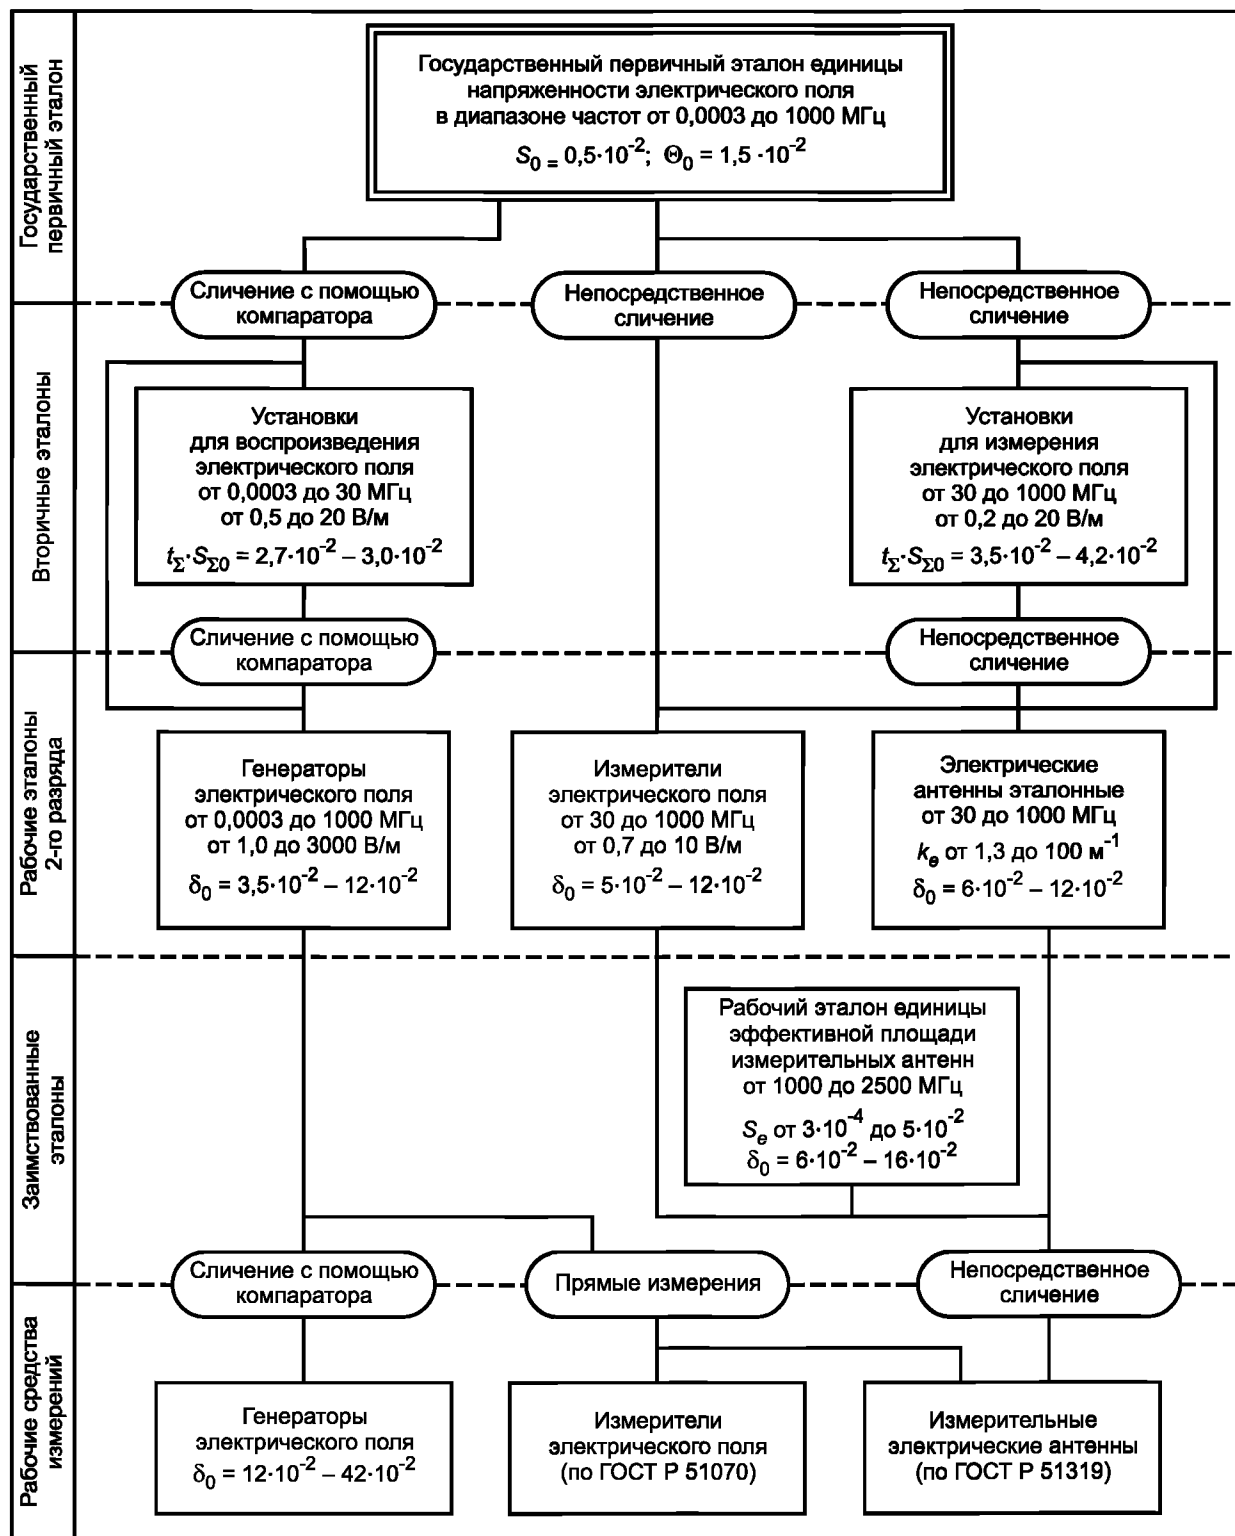 Государственный
первичный эталон
Государственный первичный эталон единицы
напряженности электрического поля
в диапазоне частот от 0,0003 до 1000 МГц
S₀ = 0,5·10⁻²; Θ₀ = 1,5 ·10⁻²
Сличение с помощью
компаратора
Непосредственное
сличение
Непосредственное
сличение
Вторичные эталоны
Установки
для воспроизведения
электрического поля
от 0,0003 до 30 МГц
от 0,5 до 20 В/м
t_Σ·S_Σ0 = 2,7·10⁻² – 3,0·10⁻²
Установки
для измерения
электрического поля
от 30 до 1000 МГц
от 0,2 до 20 В/м
t_Σ·S_Σ0 = 3,5·10⁻² – 4,2·10⁻²
Сличение с помощью
компаратора
Непосредственное
сличение
Рабочие эталоны
2-го разряда
Генераторы
электрического поля
от 0,0003 до 1000 МГц
от 1,0 до 3000 В/м
δ₀ = 3,5·10⁻² – 12·10⁻²
Измерители
электрического поля
от 30 до 1000 МГц
от 0,7 до 10 В/м
δ₀ = 5·10⁻² – 12·10⁻²
Электрические
антенны эталонные
от 30 до 1000 МГц
kₑ от 1,3 до 100 м⁻¹
δ₀ = 6·10⁻² – 12·10⁻²
Заимствованные
эталоны
Рабочий эталон единицы
эффективной площади
измерительных антенн
от 1000 до 2500 МГц
Sₑ от 3·10⁻⁴ до 5·10⁻²
δ₀ = 6·10⁻² – 16·10⁻²
Сличение с помощью
компаратора
Прямые измерения
Непосредственное
сличение
Рабочие средства
измерений
Генераторы
электрического поля
δ₀ = 12·10⁻² – 42·10⁻²
Измерители
электрического поля
(по ГОСТ Р 51070)
Измерительные
электрические антенны
(по ГОСТ Р 51319)